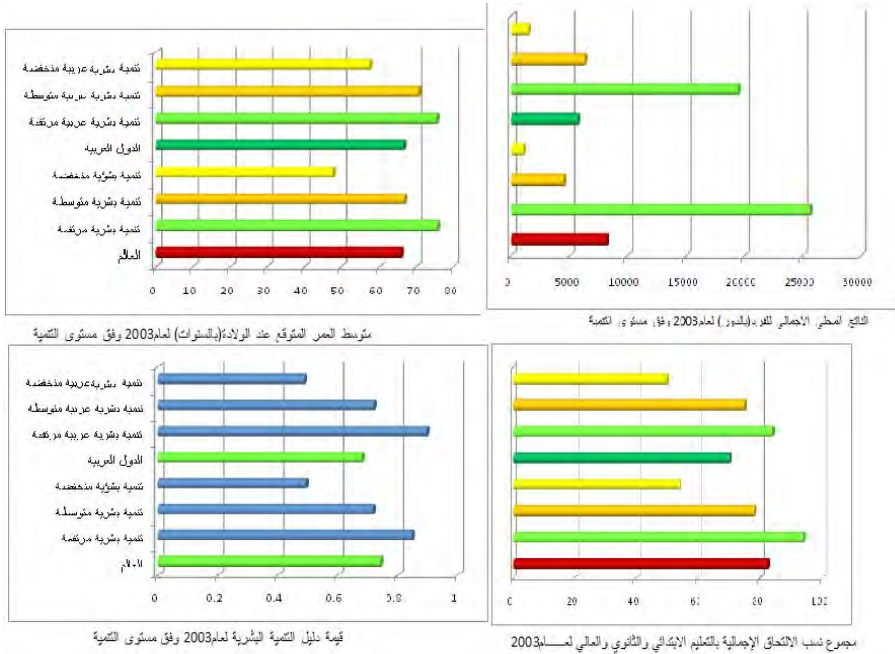 تنمية بشرية عربية منخفضة
تنمية بشرية عربية متوسطة
تنمية بشرية عربية مرتفعة
الدول العربية
تنمية بشرية منخفضة
تنمية بشرية متوسطة
تنمية بشرية مرتفعة
العالم
0 10 20 30 40 50 60 70 80
متوسط العمر المتوقع عند الولادة(بالسنوات) لعام2003 وفق مستوى التنمية
0 5000 10000 15000 20000 25000 30000
الناتج المحلي الاجمالي للفرد لعام2003 وفق مستوى التنمية
تنمية بشرية عربية منخفضة
تنمية بشرية عربية متوسطة
تنمية بشرية عربية مرتفعة
الدول العربية
تنمية بشرية منخفضة
تنمية بشرية متوسطة
تنمية بشرية مرتفعة
العالم
0 0.2 0.4 0.6 0.8 1
قيمة دليل التنمية البشرية لعام2003 وفق مستوى التنمية
0 20 40 60 80 100
مجموع نسب الالتحاق الإجمالية بالتعليم الابتدائي والثانوي والعالي لعـــام2003